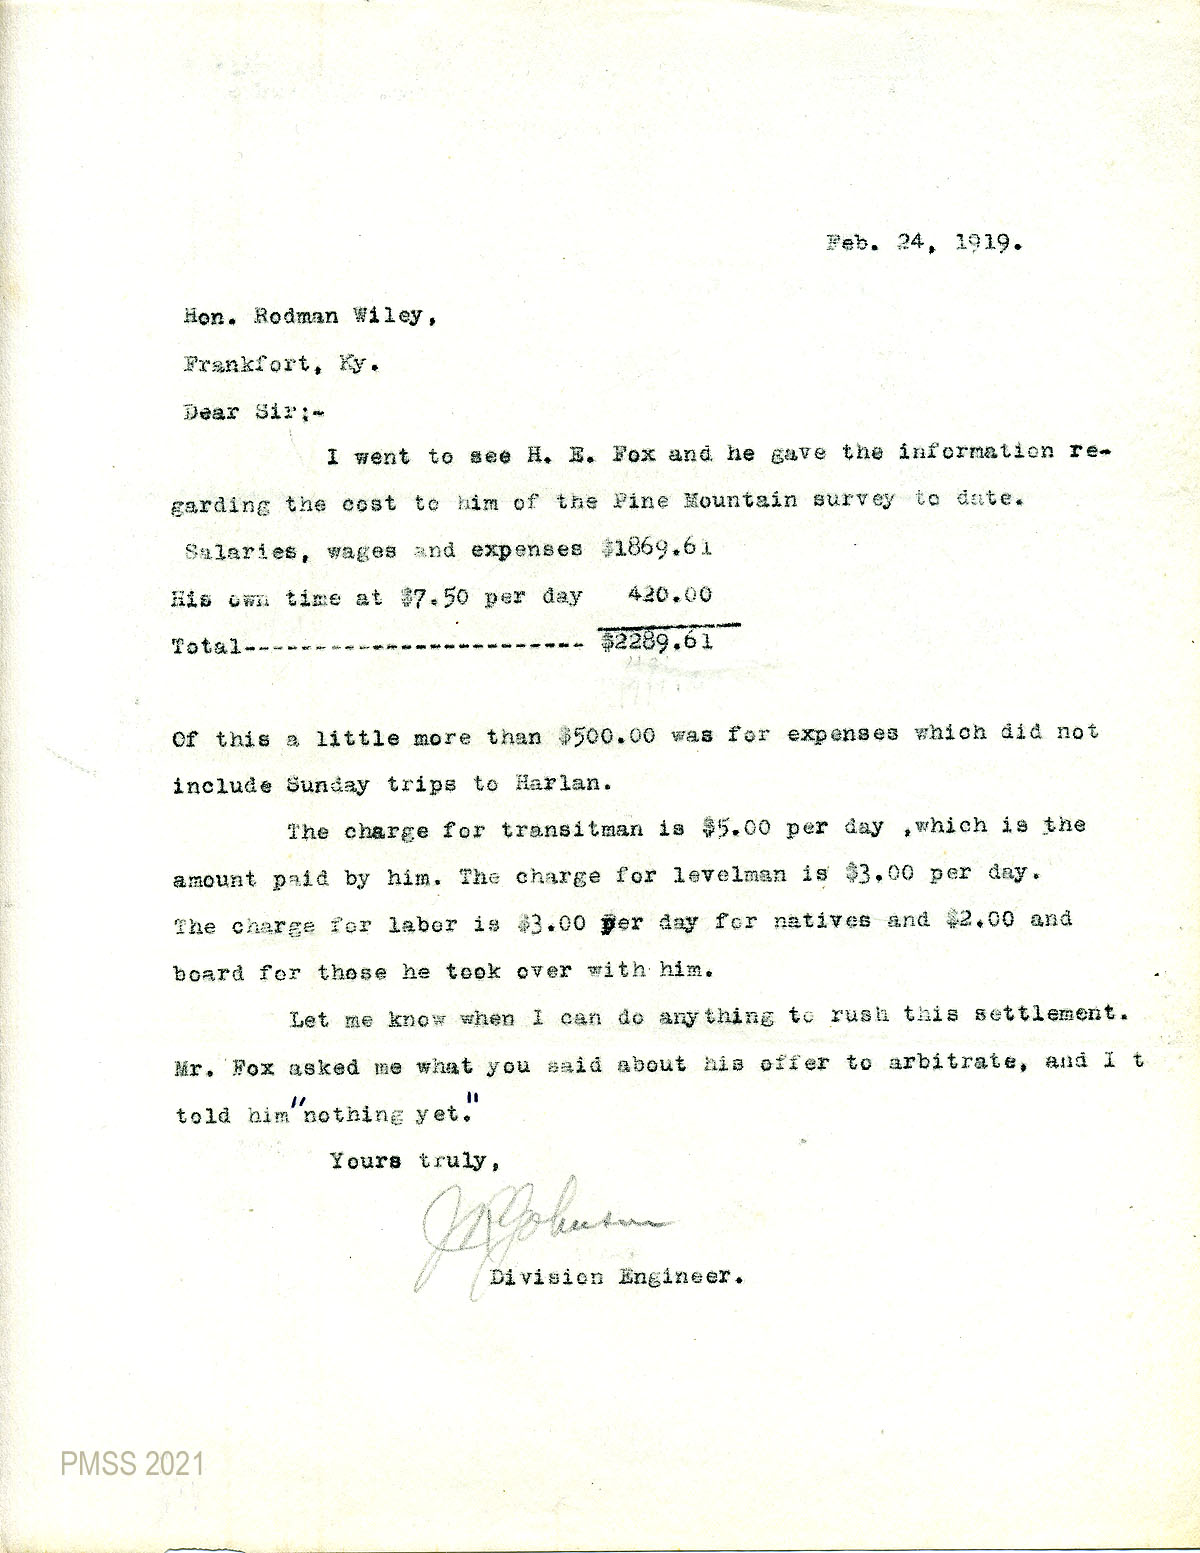 Feb. 24, 1919.
Hon. Rodman Wiley,
Frankfort, Ky.
Dear Sir;-
I went to see H. E. Fox and he gave the information re-
garding the cost to him of the Pine Mountain survey to date.
Salaries, wages and expenses $1869.61
His own time at $7.50 per day 420.00
Total------------------------ $2289.61
Of this a little more than $500.00 was for expenses which did not
include Sunday trips to Harlan.
The charge for transitman is $5.00 per day ,which is the
amount paid by him. The charge for levelman is $3.00 per day.
The charge for labor is $3.00 per day for natives and $2.00 and
board for those he took over with him.
Let me know when I can do anything to rush this settlement.
Mr. Fox asked me what you said about his offer to arbitrate, and I t
told him "nothing yet."
Yours truly,
Johnson
Division Engineer.
PMSS 2021